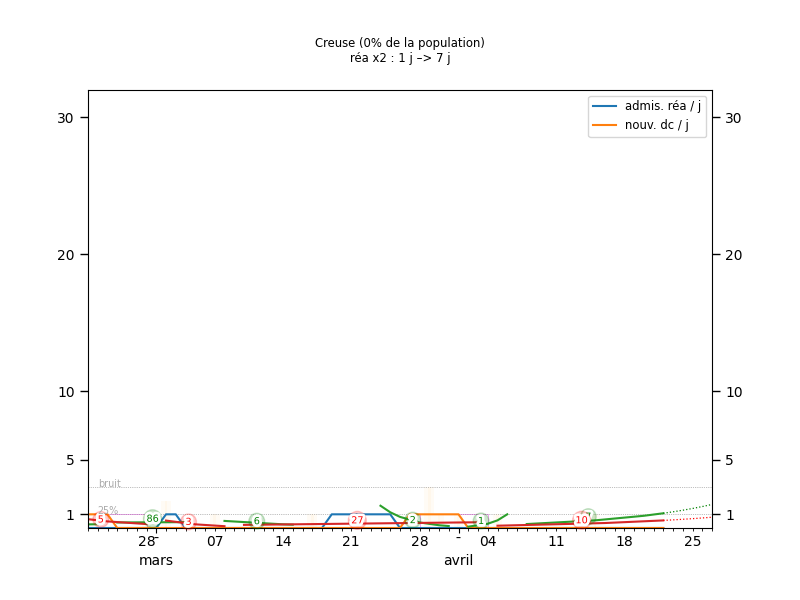 Creuse (0% de la population)
réa x2 : 1 j –> 7 j
admis. réa / j
nouv. dc / j
30 30
20 20
10 10
5 5
bruit
25%
1 1
5 86 3 6 27 2 1 10
28 07 14 21 28 04 11 18 25
mars avril